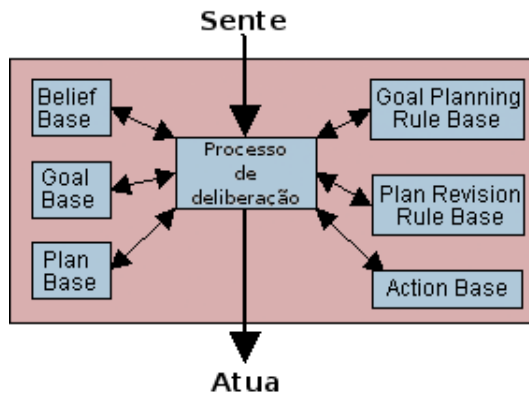 Sente
Belief
Base
Goal
Base
Plan
Base
Processo
de
deliberação
Goal Planning
Rule Base
Plan Revision
Rule Base
Action Base
Atua